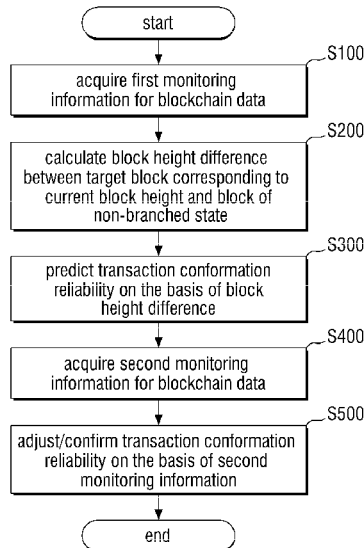 start
S100
acquire first monitoring
information for blockchain data
S200
calculate block height difference
between target block corresponding to
current block height and block of
non-branched state
S300
predict transaction conformation
reliability on the basis of block
height difference
S400
acquire second monitoring
information for blockchain data
S500
adjust/confirm transaction conformation
reliability on the basis of second
monitoring information
end